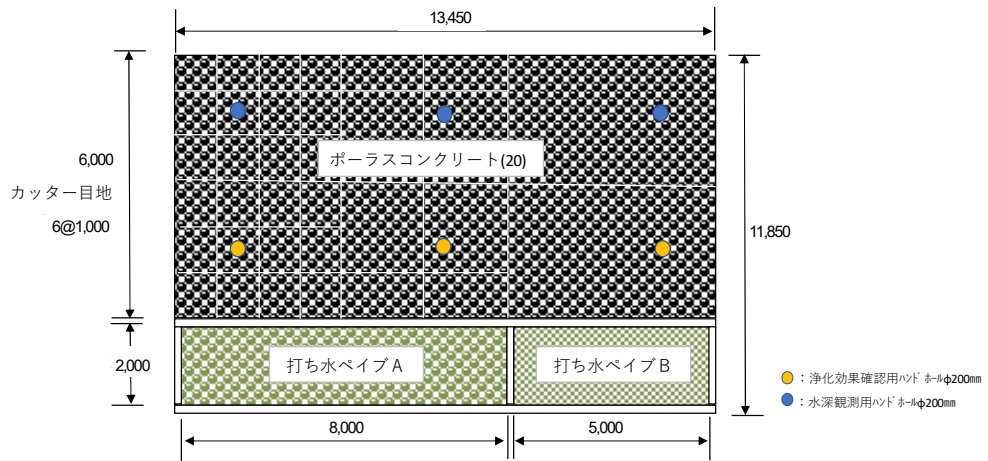 13,450
6,000
カッター目地
6@1,000
ポーラスコンクリート(20)
11,850
2,000
打ち水ペイブA
打ち水ペイブB
：浄化効果確認用ﾊﾝﾄﾞﾎｰﾙφ200mm
：水深観測用ﾊﾝﾄﾞﾎｰﾙφ200mm
8,000
5,000